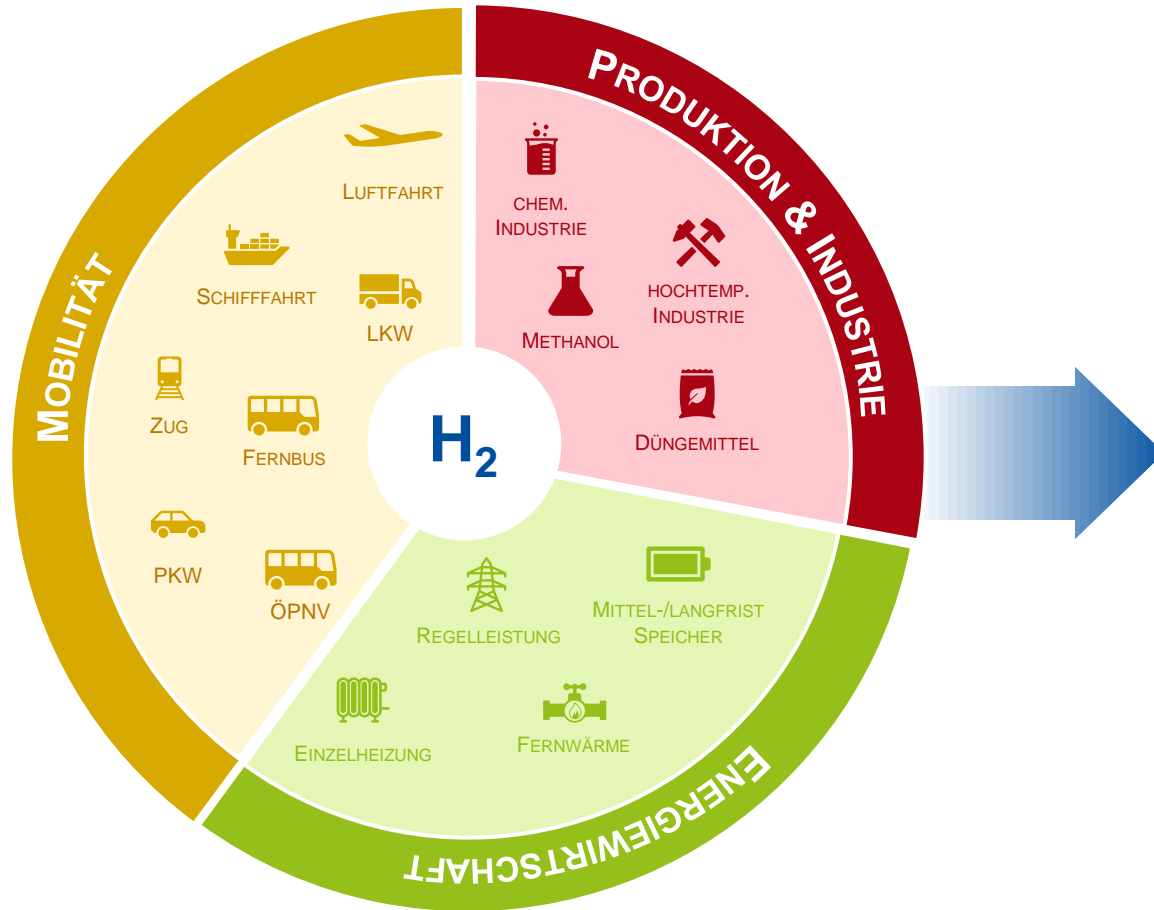 PRODUKTION & INDUSTRIE
CHEM.
INDUSTRIE
HOCHTEMP.
INDUSTRIE
METHANOL
DÜNGEMITTEL
MOBILITÄT
LUFTFAHRT
SCHIFFFAHRT
LKW
ZUG
FERNBUS
PKW
ÖPNV
H₂
REGELLEISTUNG
MITTEL-/LANGFRIST
SPEICHER
EINZELHEIZUNG
FERNWÄRME
ENERGIEWIRTSCHAFT